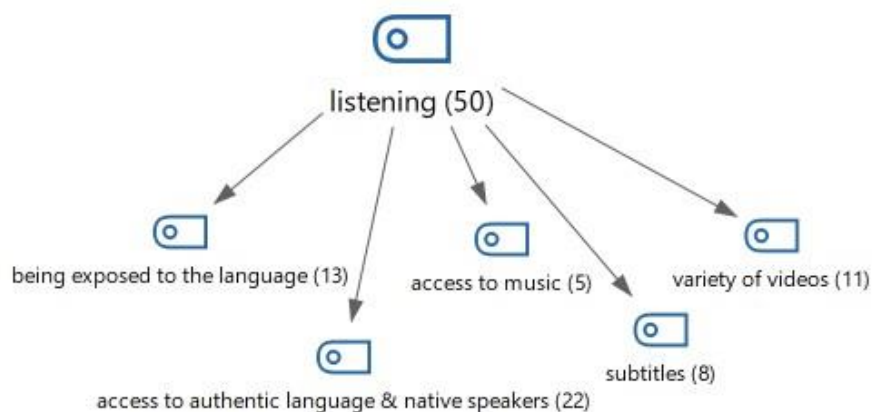 listening (50)
being exposed to the language (13)
access to music (5)
variety of videos (11)
subtitles (8)
access to authentic language & native speakers (22)